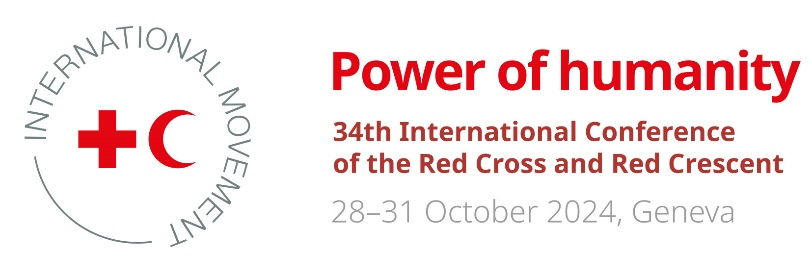 INTERNATIONAL MOVEMENT
Power of humanity
34th International Conference
of the Red Cross and Red Crescent
28–31 October 2024, Geneva